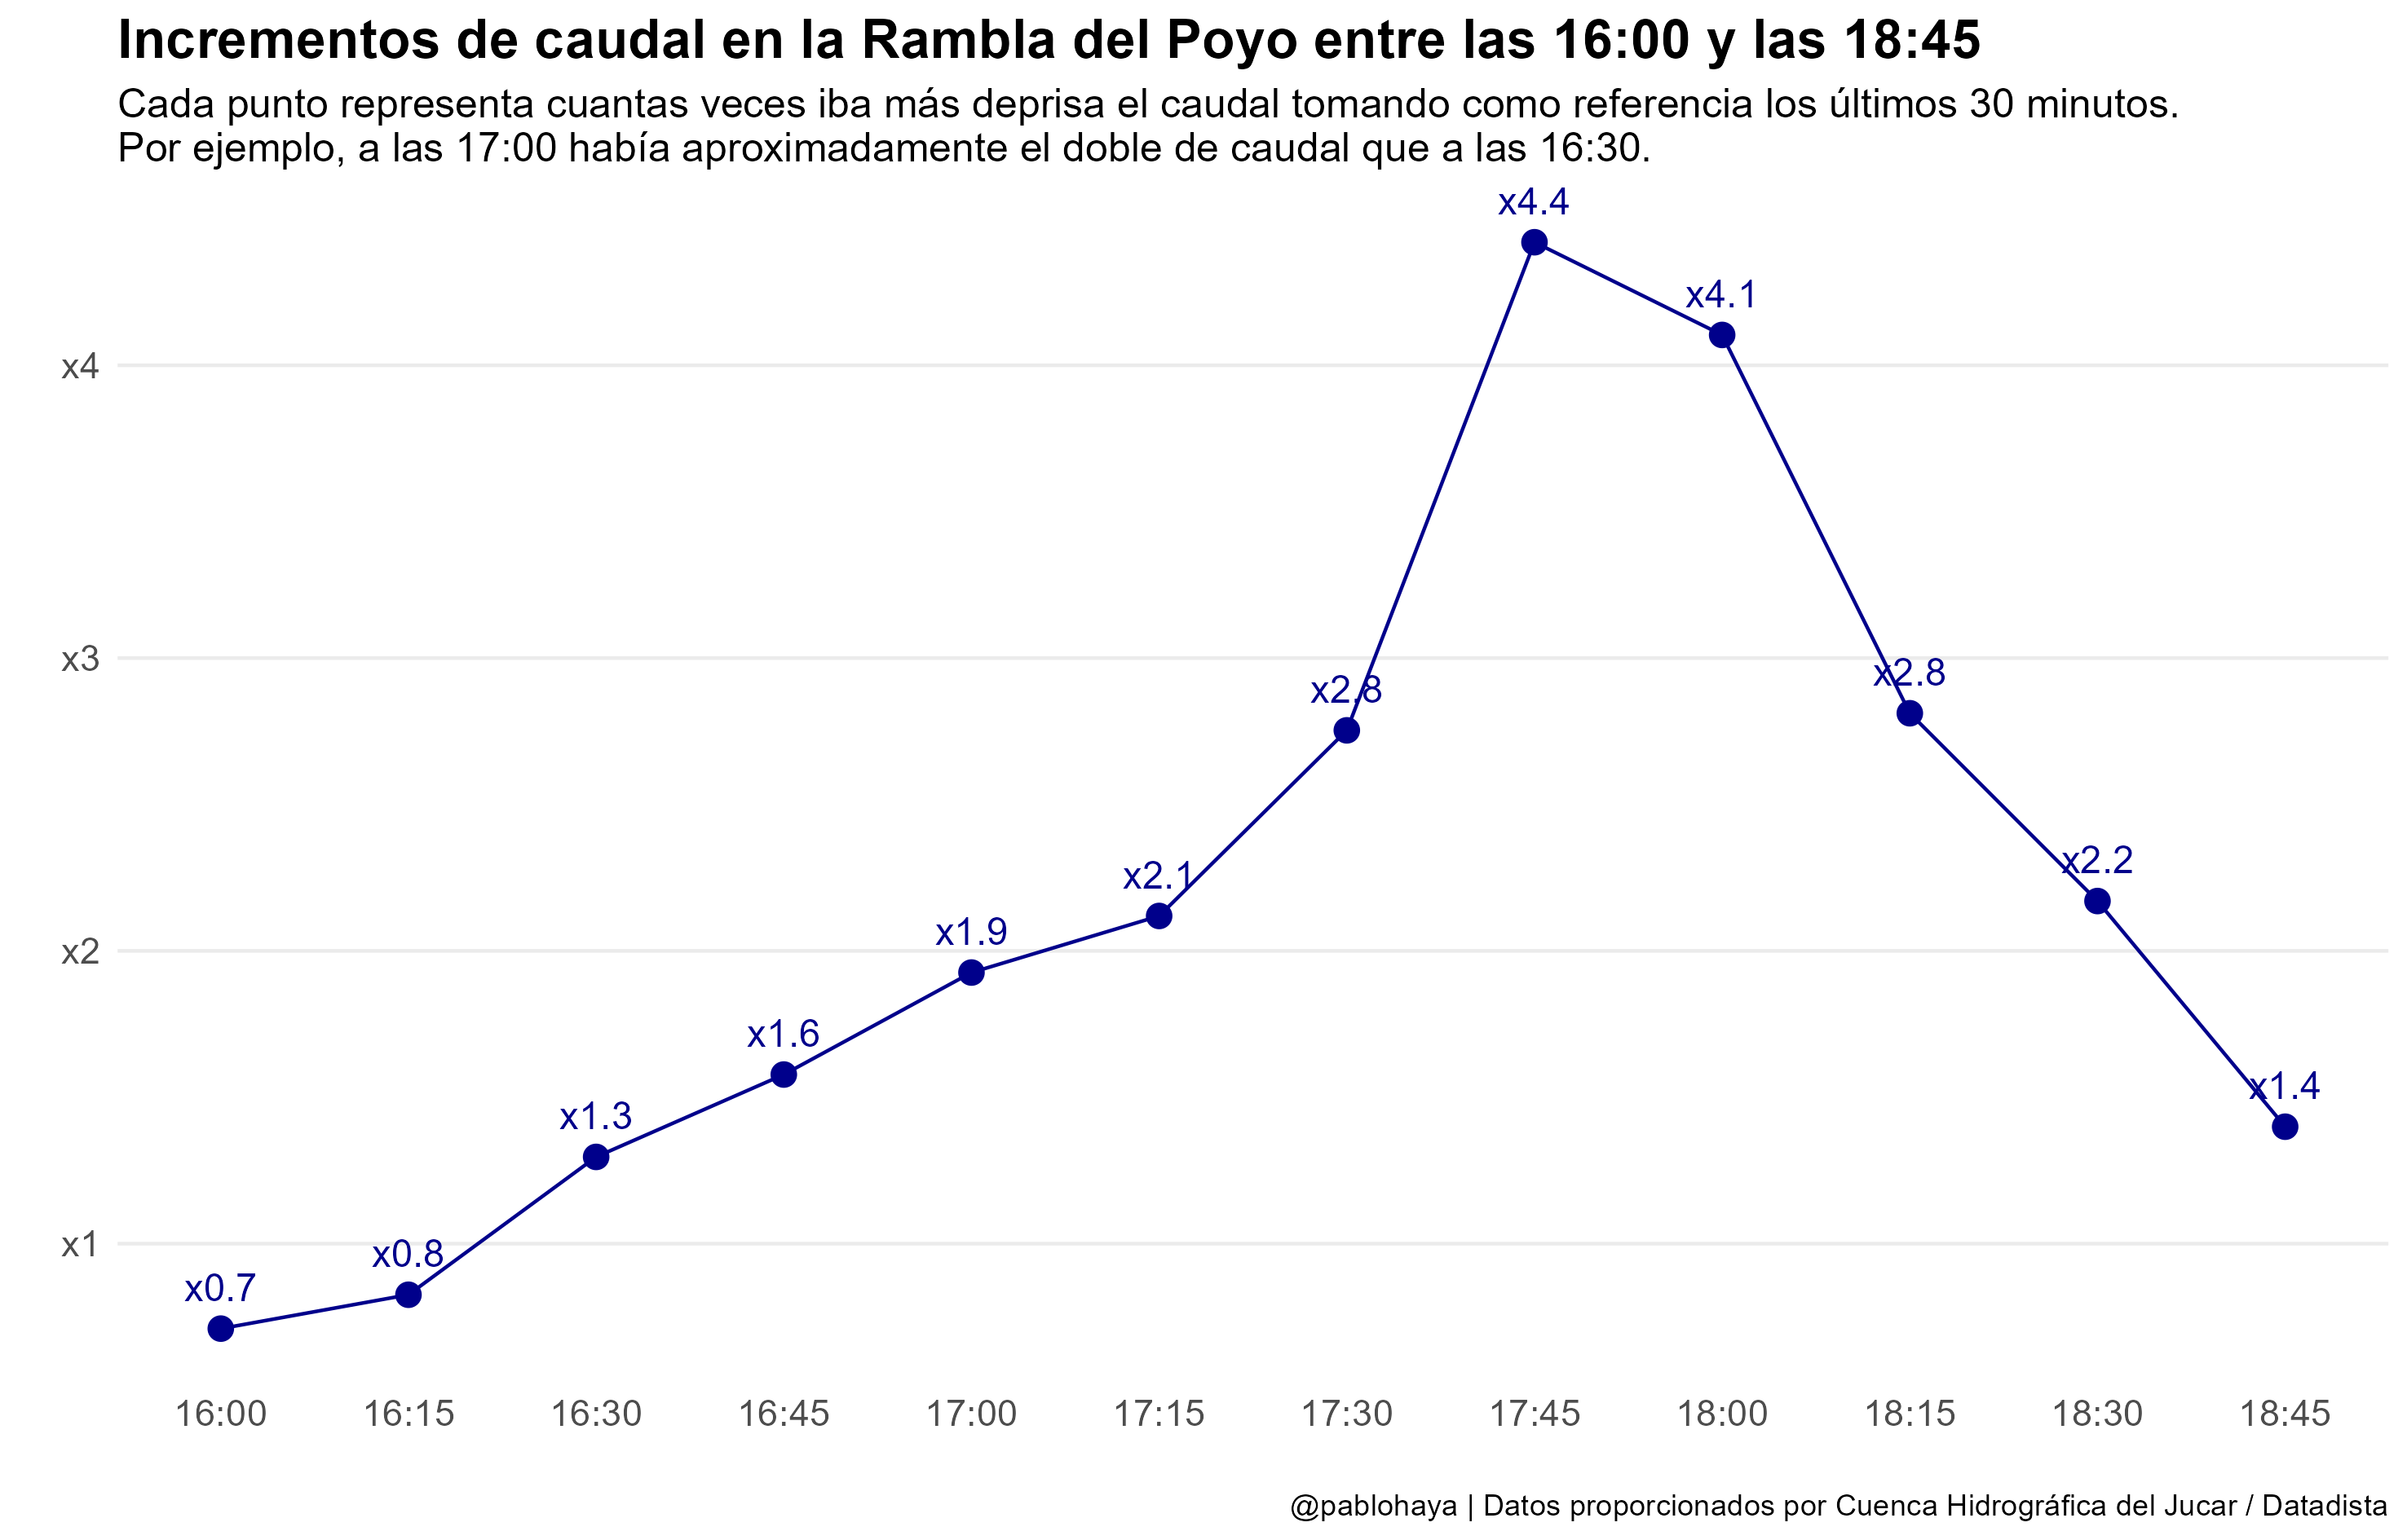 Incrementos de caudal en la Rambla del Poyo entre las 16:00 y las 18:45
Cada punto representa cuantas veces iba más deprisa el caudal tomando como referencia los últimos 30 minutos.
Por ejemplo, a las 17:00 había aproximadamente el doble de caudal que a las 16:30.
x4.4
x4.1
x4
x3
x2.8
x2.8
x2.2
x2.1
x2
x1.9
x1.6
x1.4
x1.3
x1
x0.8
x0.7
16:00 16:15 16:30 16:45 17:00 17:15 17:30 17:45 18:00 18:15 18:30 18:45
@pablohaya | Datos proporcionados por Cuenca Hidrográfica del Jucar / Datadista